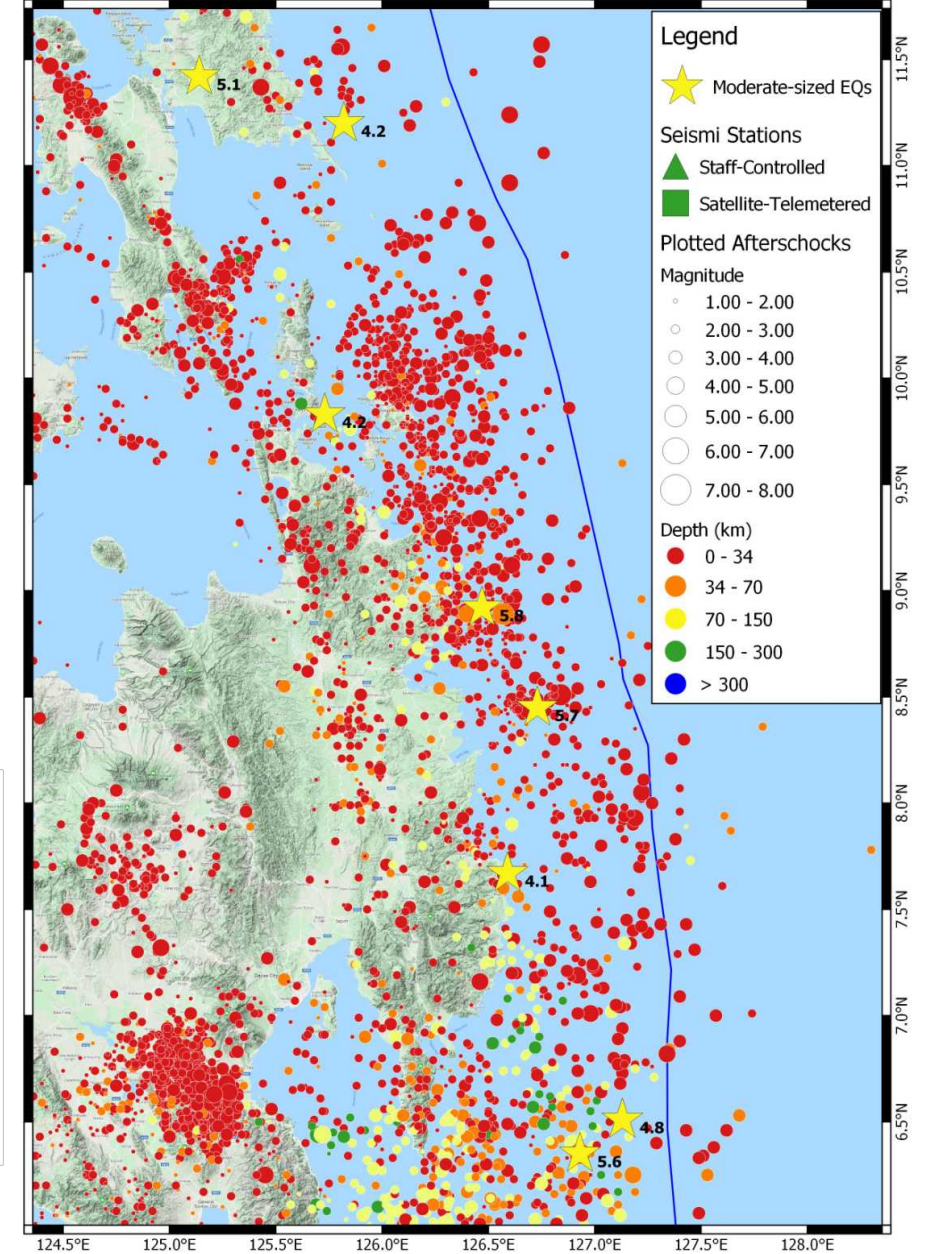 Legend
Moderate-sized EQs
Seismi Stations
Staff-Controlled
Satellite-Telemetered
Plotted Afterschocks
Magnitude
1.00 - 2.00
2.00 - 3.00
3.00 - 4.00
4.00 - 5.00
5.00 - 6.00
6.00 - 7.00
7.00 - 8.00
Depth (km)
0 - 34
34 - 70
70 - 150
150 - 300
> 300
5.1
4.2
4.2
5.8
5.7
4.1
4.8
5.6
11.5°N
11.0°N
10.5°N
10.0°N
9.5°N
9.0°N
8.5°N
8.0°N
7.5°N
7.0°N
6.5°N
124.5°E
125.0°E
125.5°E
126.0°E
126.5°E
127.0°E
127.5°E
128.0°E